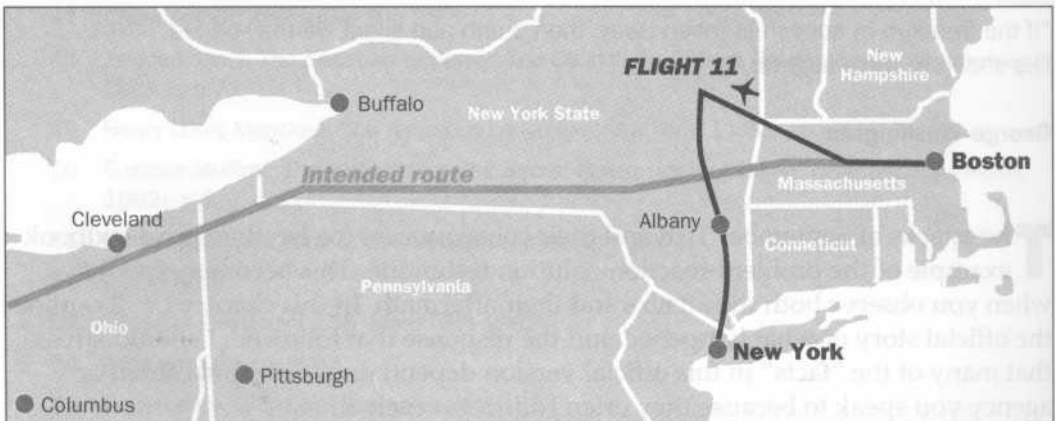 FLIGHT 11
New
Hampshire
Buffalo
New York State
Boston
Intended route
Massachusetts
Cleveland
Albany
Conneticut
Pennsylvania
Ohio
New York
Pittsburgh
Columbus